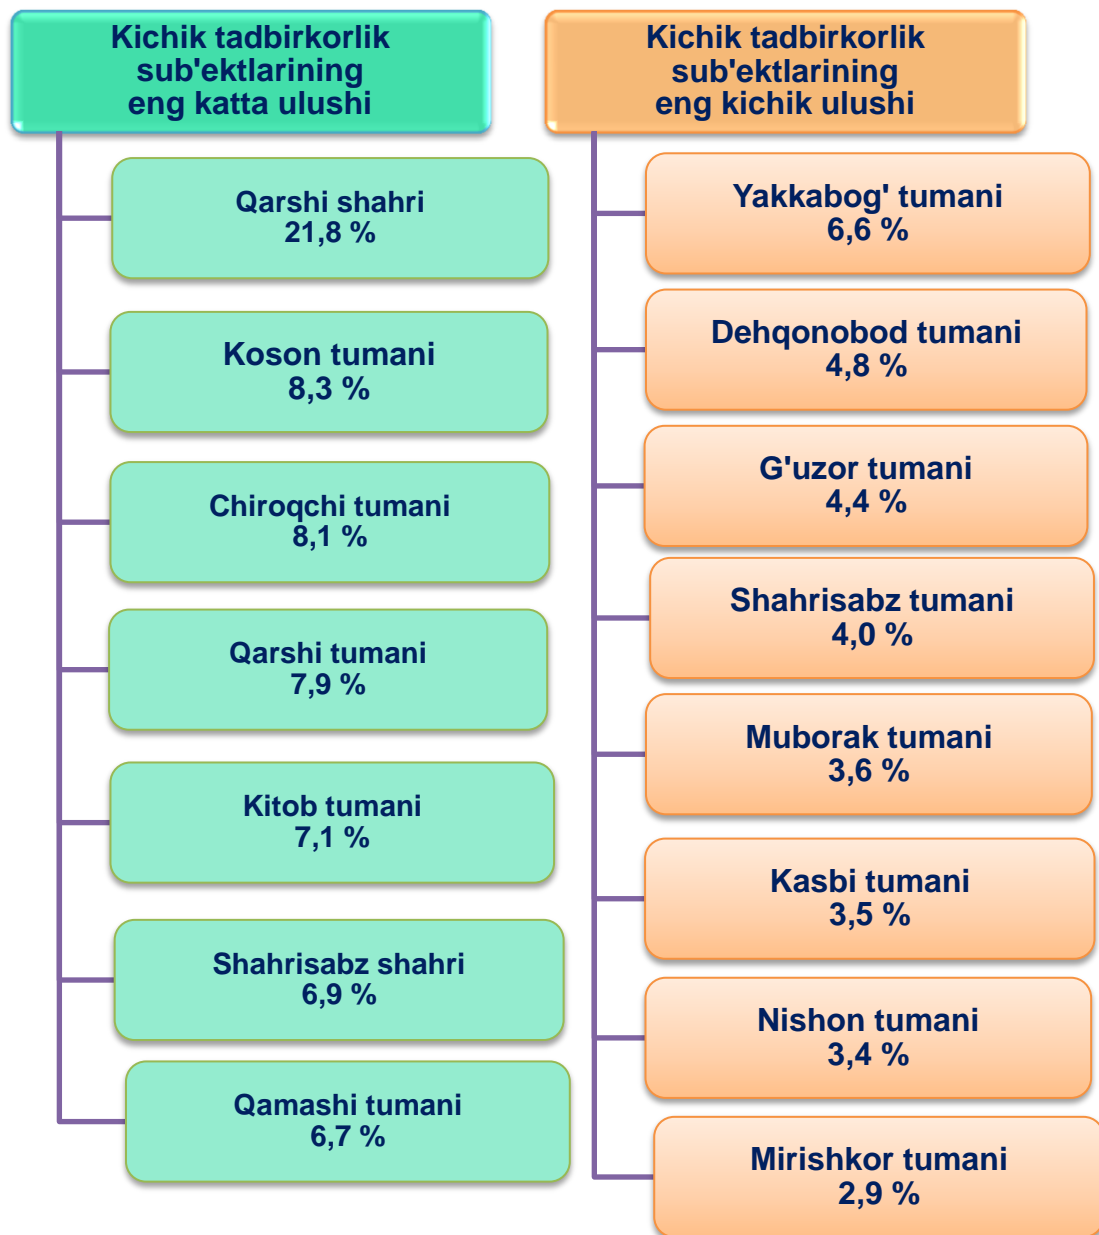 Kichik tadbirkorlik
sub'ektlarining
eng katta ulushi
Qarshi shahri
21,8 %
Koson tumani
8,3 %
Chiroqchi tumani
8,1 %
Qarshi tumani
7,9 %
Kitob tumani
7,1 %
Shahrisabz shahri
6,9 %
Qamashi tumani
6,7 %
Kichik tadbirkorlik
sub'ektlarining
eng kichik ulushi
Yakkabog' tumani
6,6 %
Dehqonobod tumani
4,8 %
G'uzor tumani
4,4 %
Shahrisabz tumani
4,0 %
Muborak tumani
3,6 %
Kasbi tumani
3,5 %
Nishon tumani
3,4 %
Mirishkor tumani
2,9 %